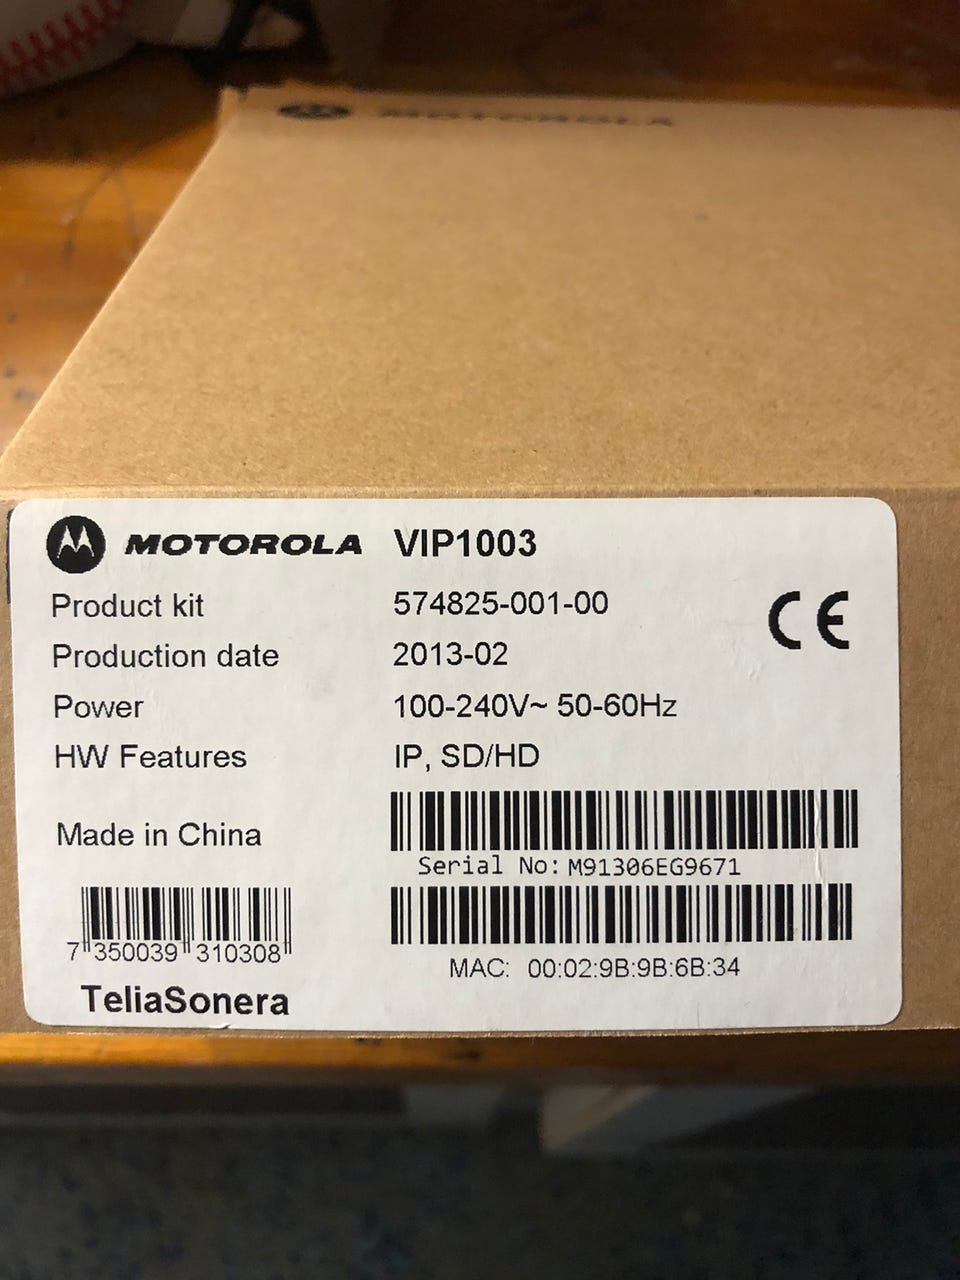 MOTOROLA
MOTOROLA VIP1003
Product kit 574825-001-00
Production date 2013-02
Power 100-240V~ 50-60Hz
HW Features IP, SD/HD
CE
Made in China
Serial No: M91306EG9671
7 350039 310308
MAC: 00:02:9B:9B:6B:34
TeliaSonera